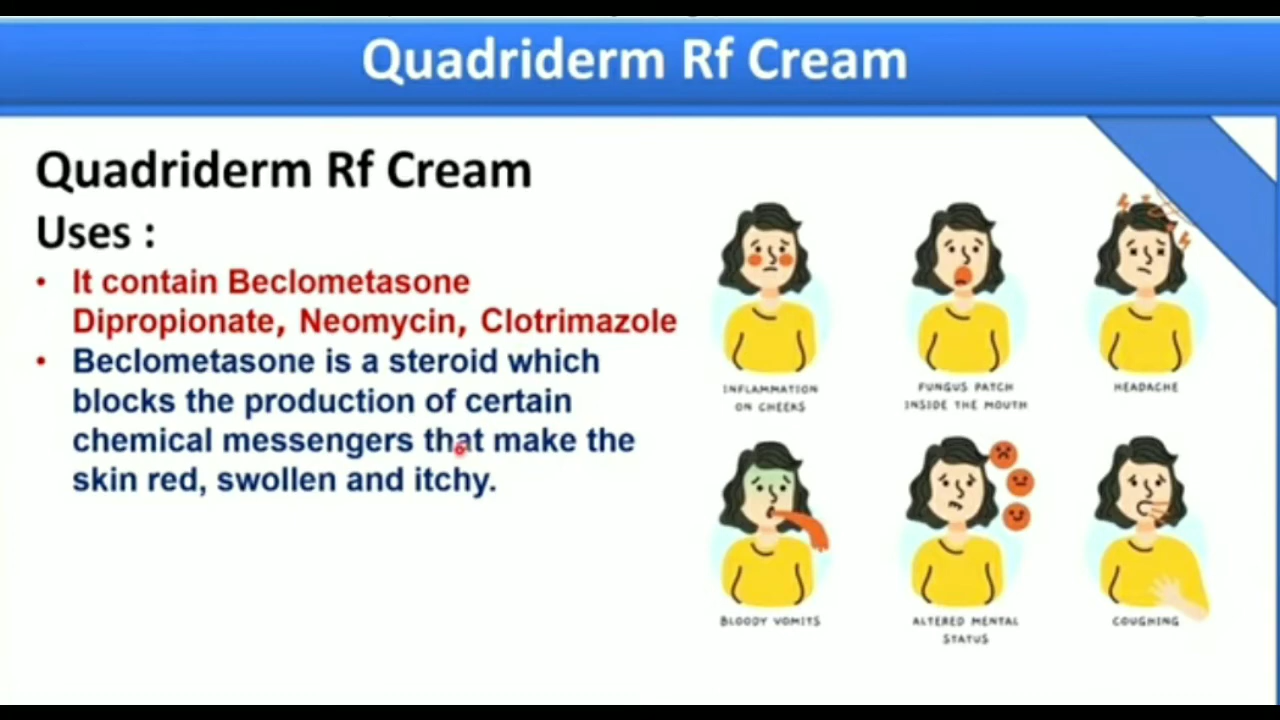 Quadriderm Rf Cream
Quadriderm Rf Cream
Uses :
• It contain Beclometasone
Dipropionate, Neomycin, Clotrimazole
• Beclometasone is a steroid which
blocks the production of certain
chemical messengers that make the
skin red, swollen and itchy.
INFLAMMATION
ON CHEEKS
FUNGUS PATCH
INSIDE THE MOUTH
HEADACHE
BLOODY VOMITS
ALTERED MENTAL
STATUS
COUGHING